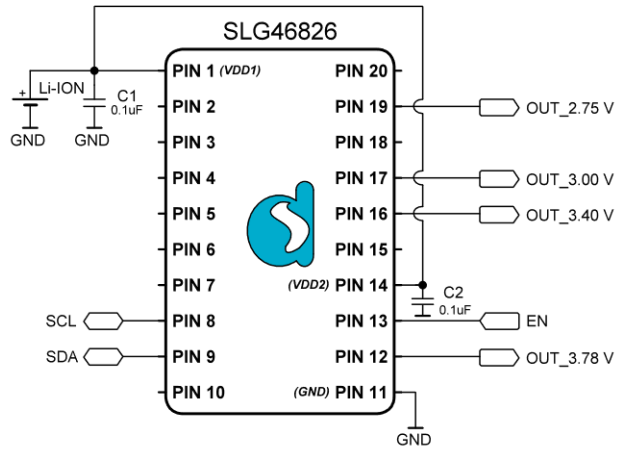 SLG46826
PIN 1 (VDD1)
PIN 20
+ Li-ION
C1
0.1uF
PIN 2
PIN 19
OUT_2.75 V
GND
GND
PIN 3
PIN 18
PIN 4
PIN 17
OUT_3.00 V
PIN 5
PIN 16
OUT_3.40 V
PIN 6
PIN 15
PIN 7
(VDD2) PIN 14
C2
0.1uF
SCL
PIN 8
PIN 13
EN
SDA
PIN 9
PIN 12
OUT_3.78 V
PIN 10
(GND) PIN 11
GND